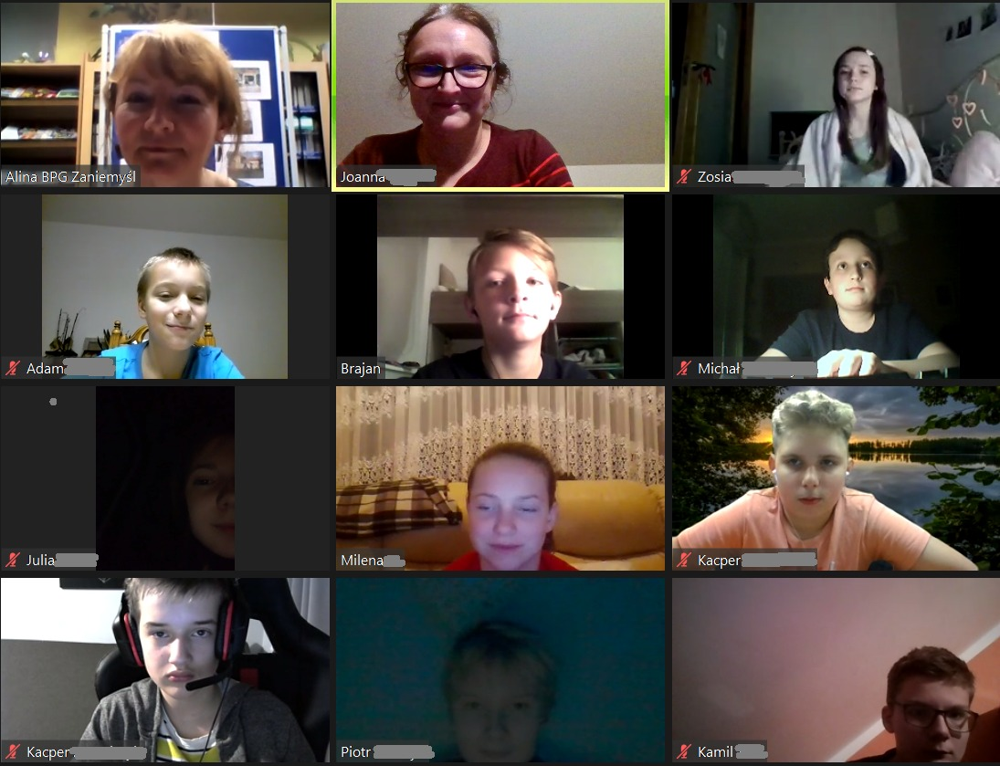 Alina BPG Zaniemyśl
Joanna
Zosia
Adam
Brajan
Michał
Julia
Milena
Kacper
Kacper
Piotr
Kamil